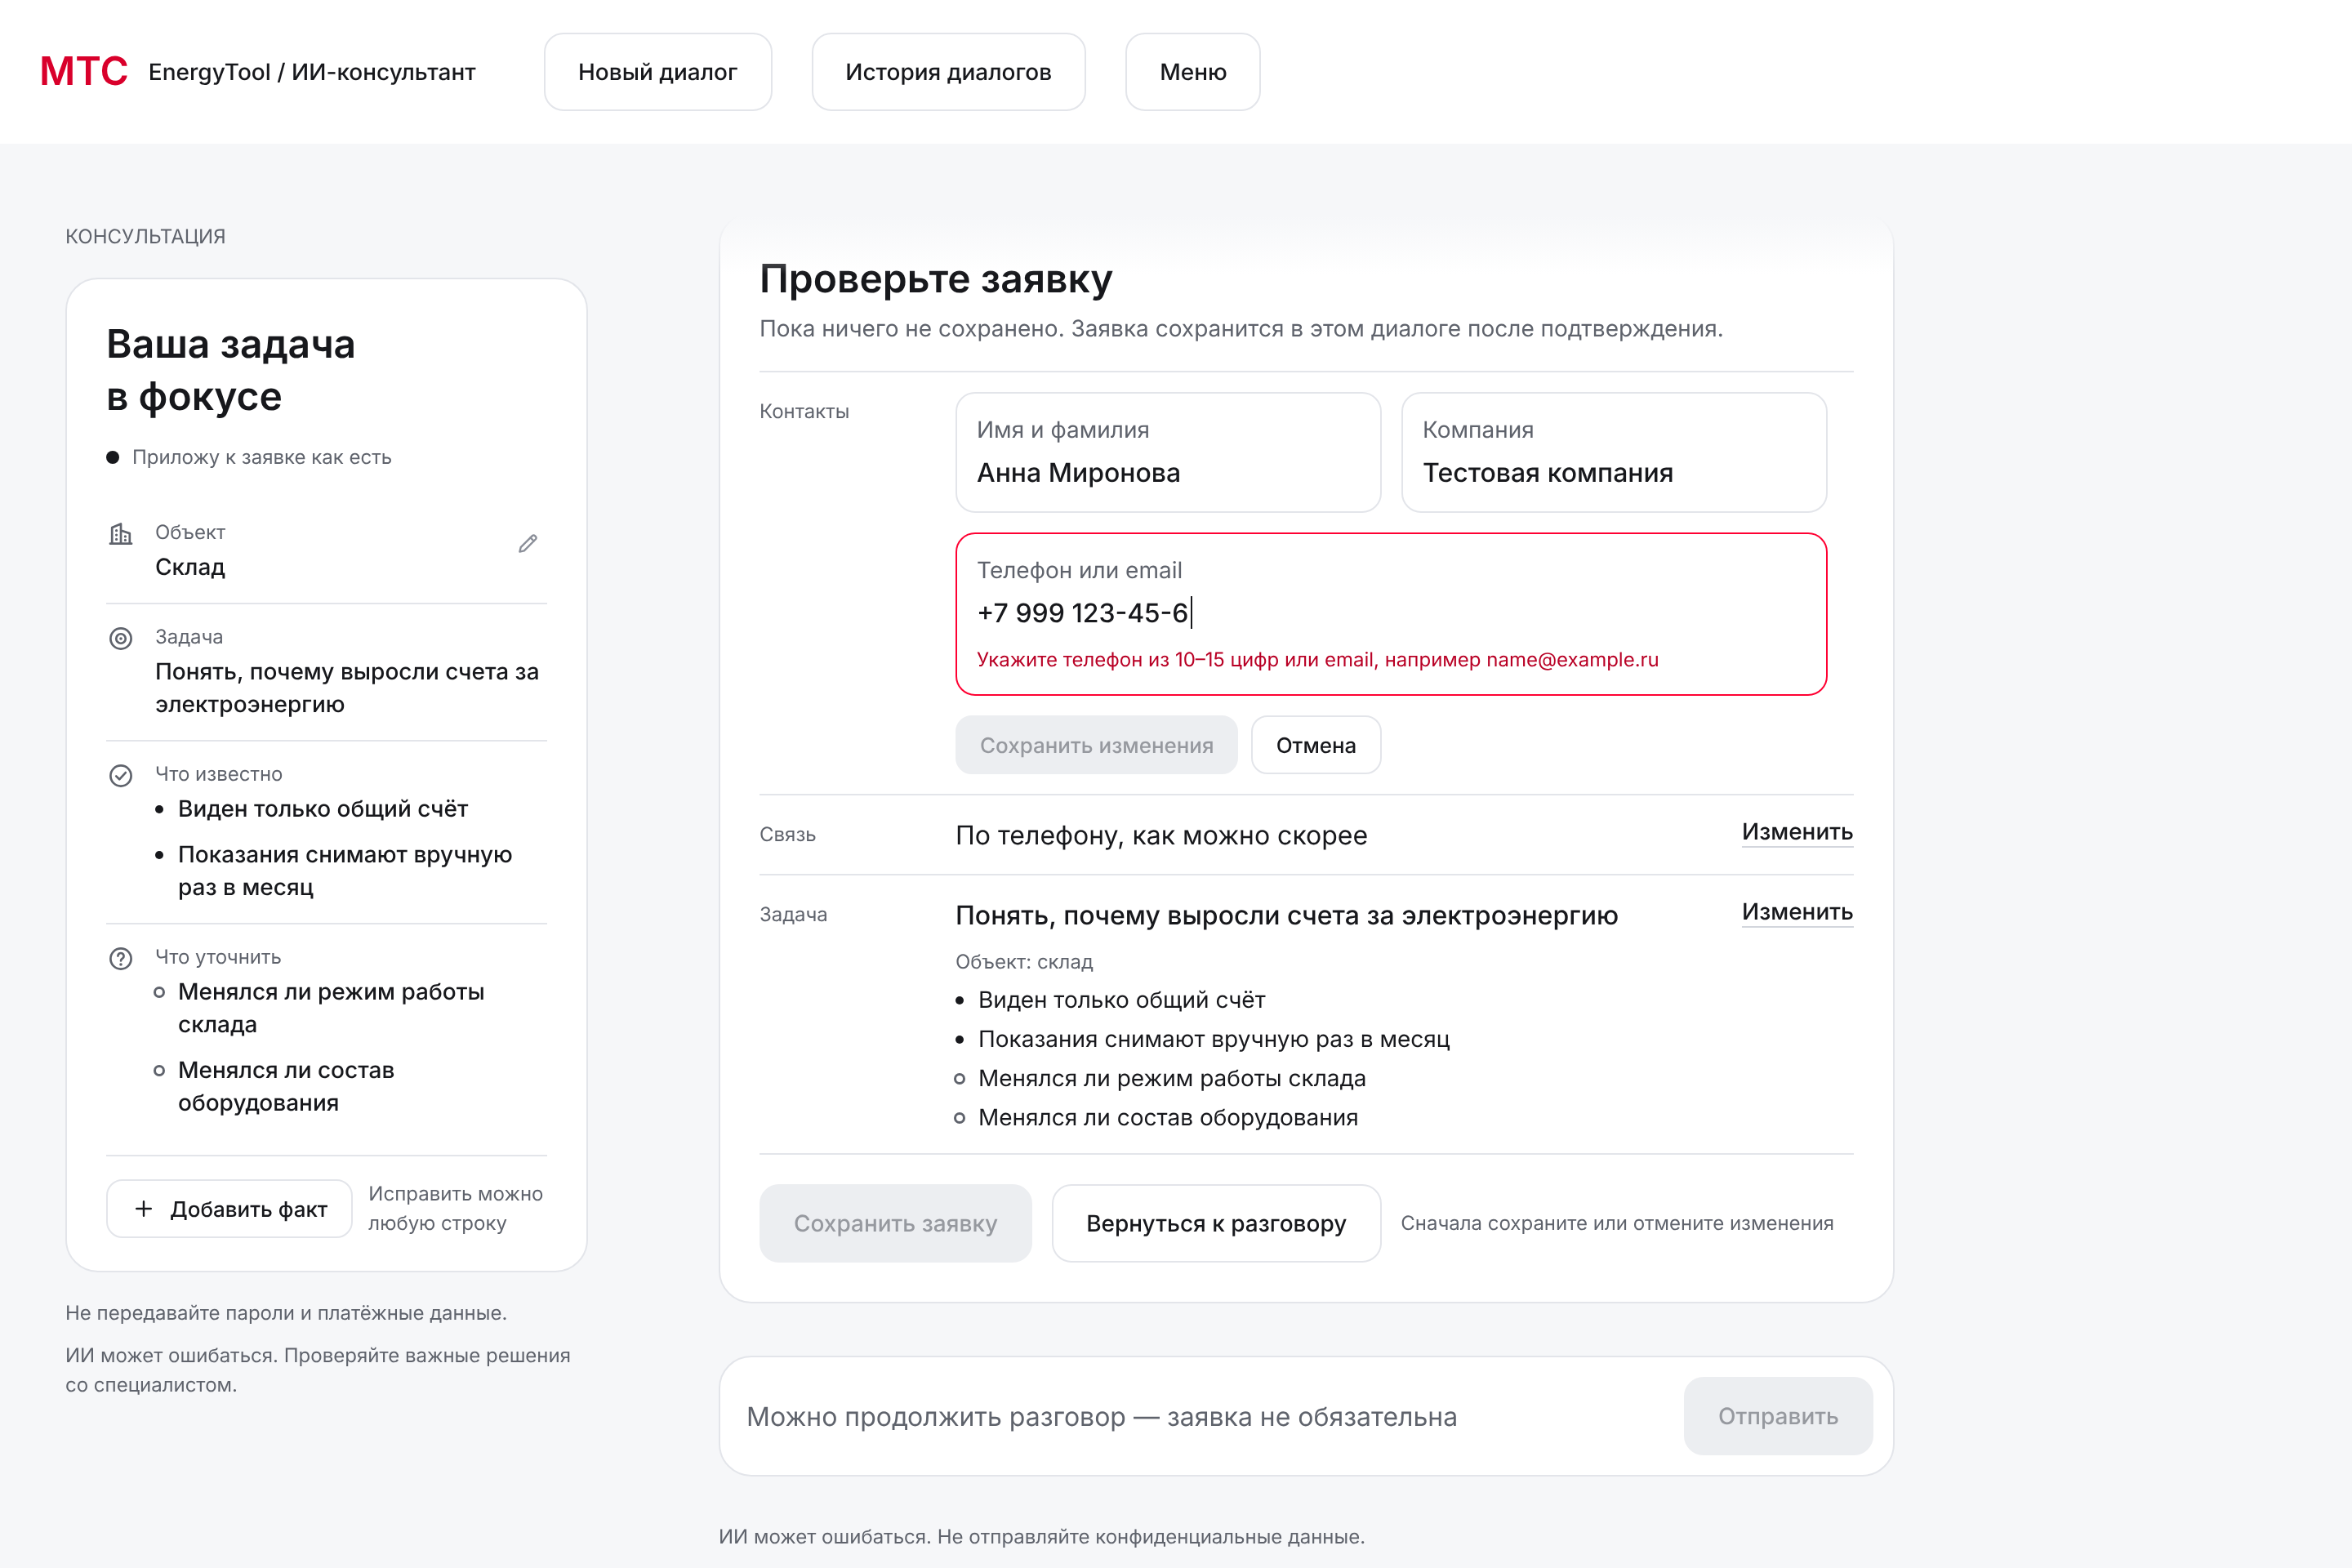 МТС EnergyTool / ИИ-консультант Новый диалог История диалогов Меню
КОНСУЛЬТАЦИЯ
Ваша задача
в фокусе
Приложу к заявке как есть
Объект
Склад
Задача
Понять, почему выросли счета за
электроэнергию
Что известно
• Виден только общий счёт
• Показания снимают вручную
раз в месяц
Что уточнить
Менялся ли режим работы
склада
Менялся ли состав
оборудования
+ Добавить факт
Исправить можно
любую строку
Не передавайте пароли и платёжные данные.
ИИ может ошибаться. Проверяйте важные решения
со специалистом.
Проверьте заявку
Пока ничего не сохранено. Заявка сохранится в этом диалоге после подтверждения.
Контакты
Имя и фамилия
Анна Миронова
Компания
Тестовая компания
Телефон или email
+7 999 123-45-6
Укажите телефон из 10–15 цифр или email, например name@example.ru
Сохранить изменения Отмена
Связь По телефону, как можно скорее Изменить
Задача Понять, почему выросли счета за электроэнергию Изменить
Объект: склад
• Виден только общий счёт
• Показания снимают вручную раз в месяц
Менялся ли режим работы склада
Менялся ли состав оборудования
Сохранить заявку Вернуться к разговору Сначала сохраните или отмените изменения
Можно продолжить разговор — заявка не обязательна Отправить
ИИ может ошибаться. Не отправляйте конфиденциальные данные.